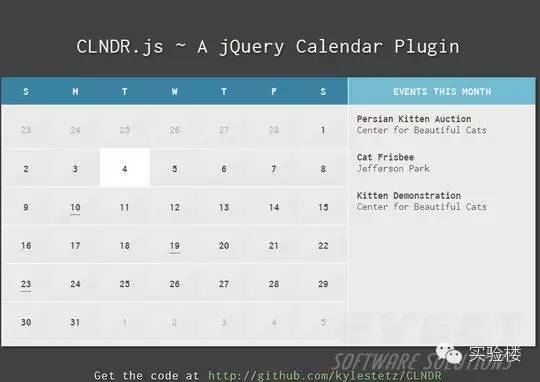 CLNDR.js ~ A jQuery Calendar Plugin
S M T W T F S
EVENTS THIS MONTH
23 24 25 26 27 28 1
2 3 4 5 6 7 8
9 10 11 12 13 14 15
16 17 18 19 20 21 22
23 24 25 26 27 28 29
30 31 1 2 3 4 5
Persian Kitten Auction
Center for Beautiful Cats
Cat Frisbee
Jefferson Park
Kitten Demonstration
Center for Beautiful Cats
SOFTWARE SOLUTIONS
实验楼
Get the code at http://github.com/kylestetz/CLNDR